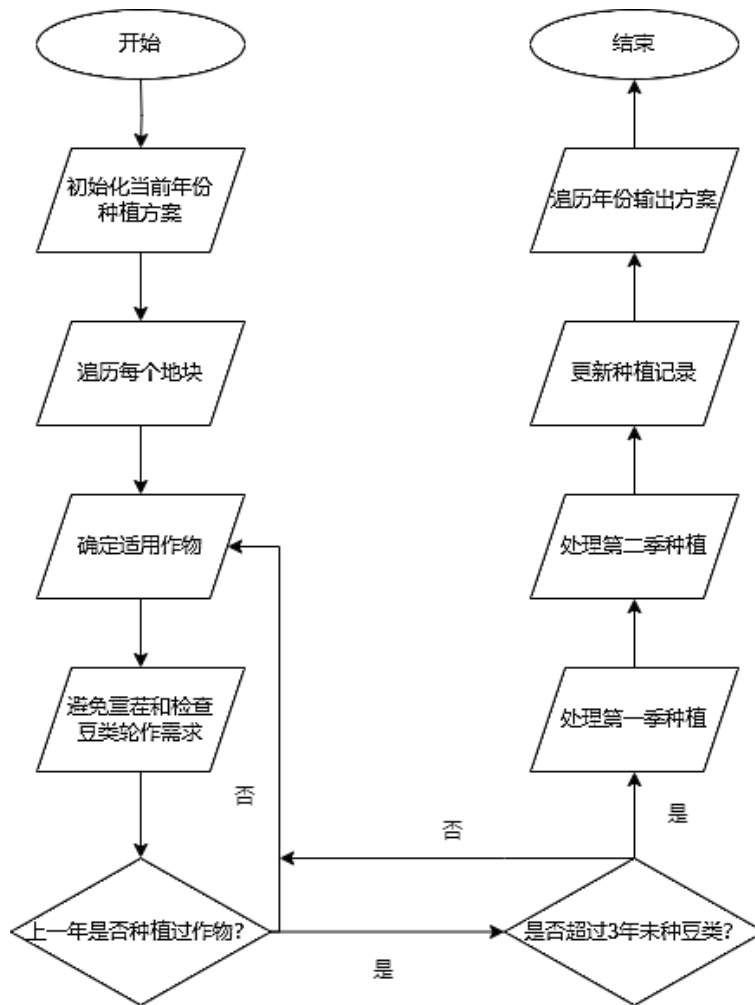 开始
初始化当前年份
种植方案
遍历每个地块
确定适用作物
避免重茬和检查
豆类轮作需求
上一年是否种植过作物?
否
是
否
是
是否超过3年未种豆类?
处理第一季种植
处理第二季种植
更新种植记录
遍历年份输出方案
结束